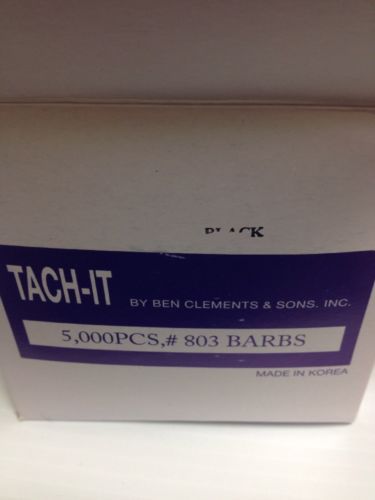 BLACK
TACH-IT
BY BEN CLEMENTS & SONS. INC.
5,000PCS,# 803 BARBS
MADE IN KOREA